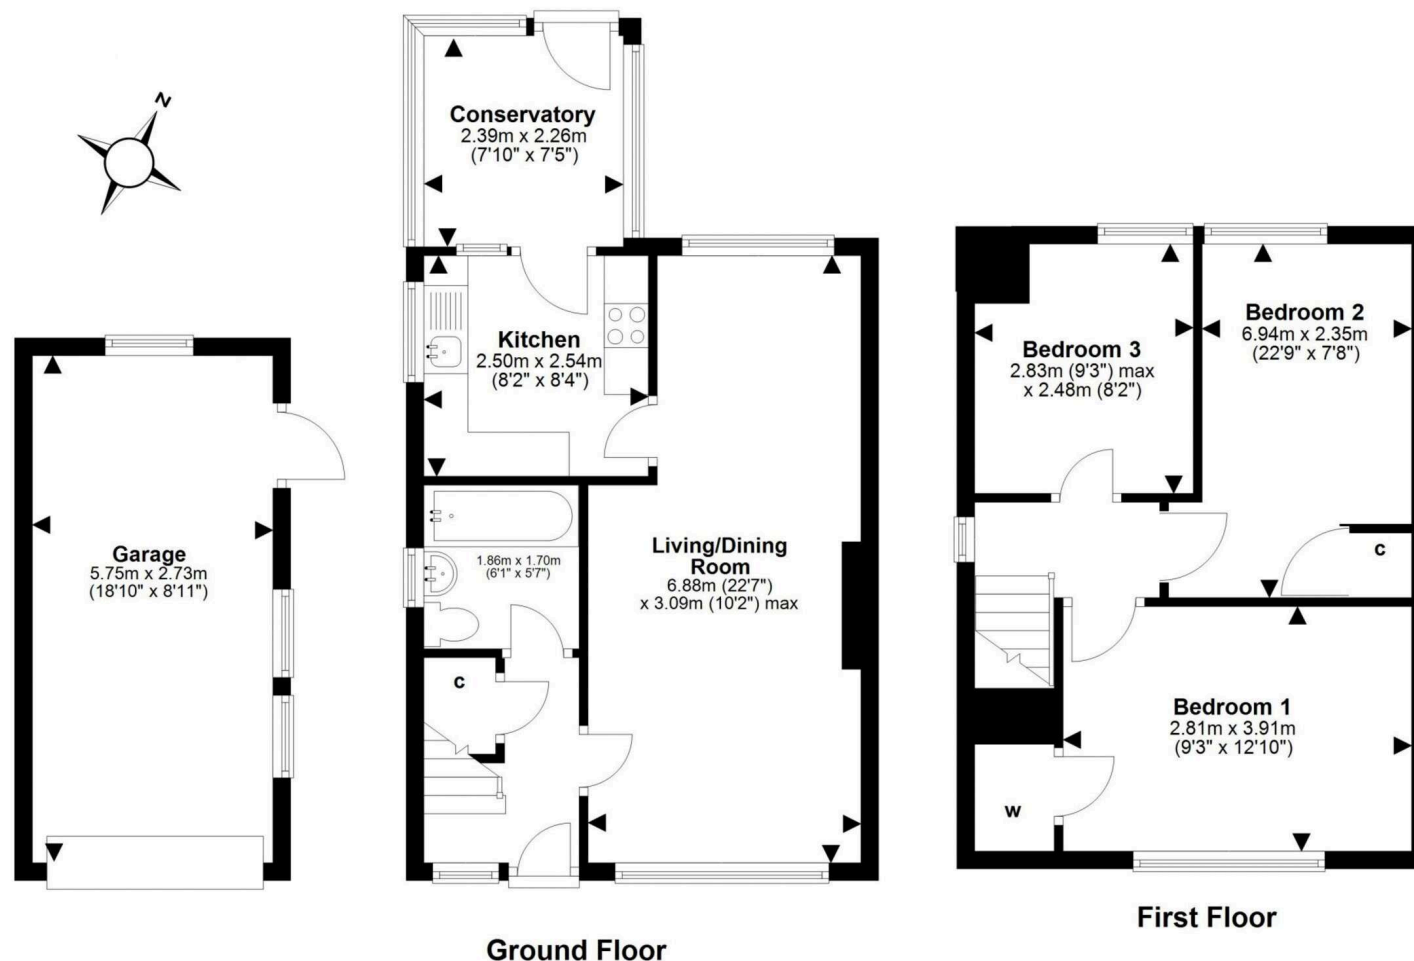 N
Conservatory
2.39m x 2.26m
(7'10" x 7'5")
Kitchen
2.50m x 2.54m
(8'2" x 8'4")
Garage
5.75m x 2.73m
(18'10" x 8'11")
1.86m x 1.70m
(6'1" x 5'7")
Living/Dining
Room
6.88m (22'7")
x 3.09m (10'2") max
c
Ground Floor
Bedroom 3
2.83m (9'3") max
x 2.48m (8'2")
Bedroom 2
6.94m x 2.35m
(22'9" x 7'8")
c
Bedroom 1
2.81m x 3.91m
(9'3" x 12'10")
w
First Floor